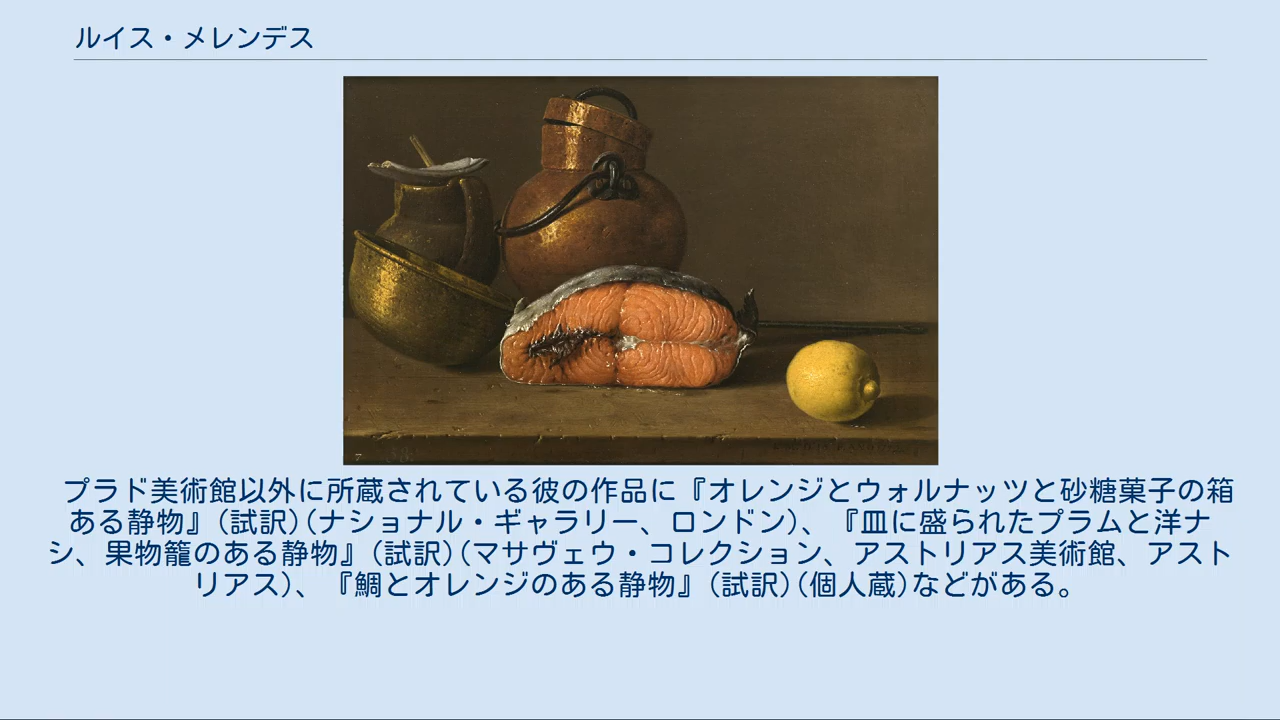 ルイス・メレンデス
プラド美術館以外に所蔵されている彼の作品に『オレンジとウォルナッツと砂糖菓子の箱
ある静物』(試訳)(ナショナル・ギャラリー、ロンドン)、『皿に盛られたプラムと洋ナ
シ、果物籠のある静物』(試訳)(マサヴェウ・コレクション、アストリアス美術館、アスト
リアス)、『鯛とオレンジのある静物』(試訳)(個人蔵)などがある。
7